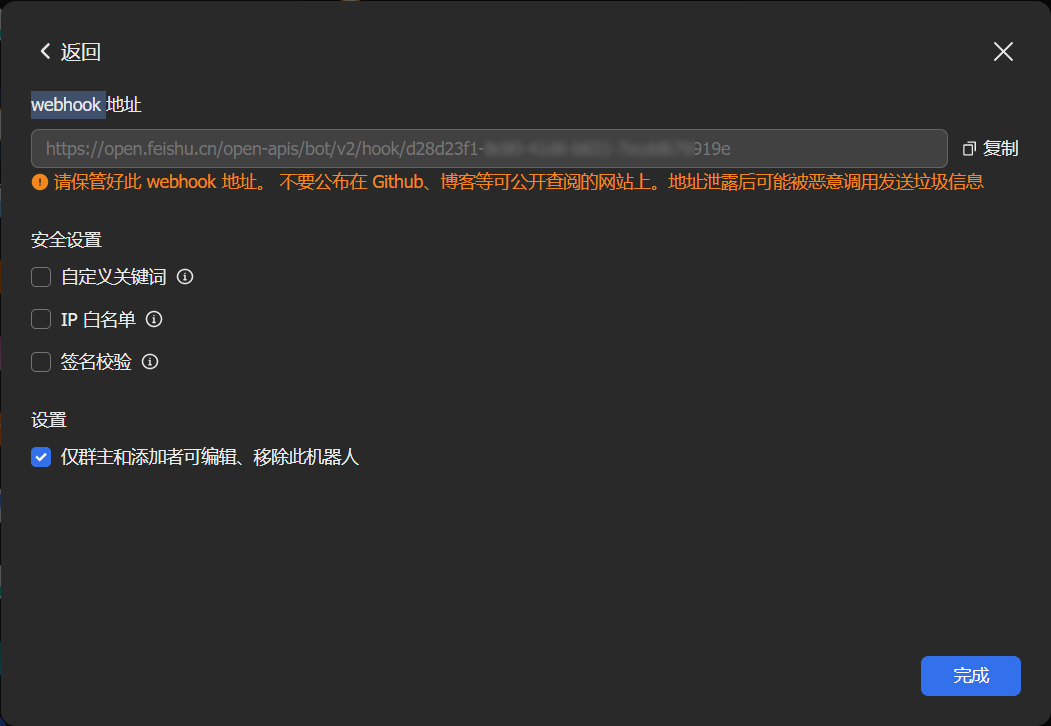 返回
webhook 地址
https://open.feishu.cn/open-apis/bot/v2/hook/d28d23f1-
919e
复制
请保管好此 webhook 地址。 不要公布在 Github、博客等可公开查阅的网站上。地址泄露后可能被恶意调用发送垃圾信息
安全设置
自定义关键词
IP 白名单
签名校验
设置
仅群主和添加者可编辑、移除此机器人
完成